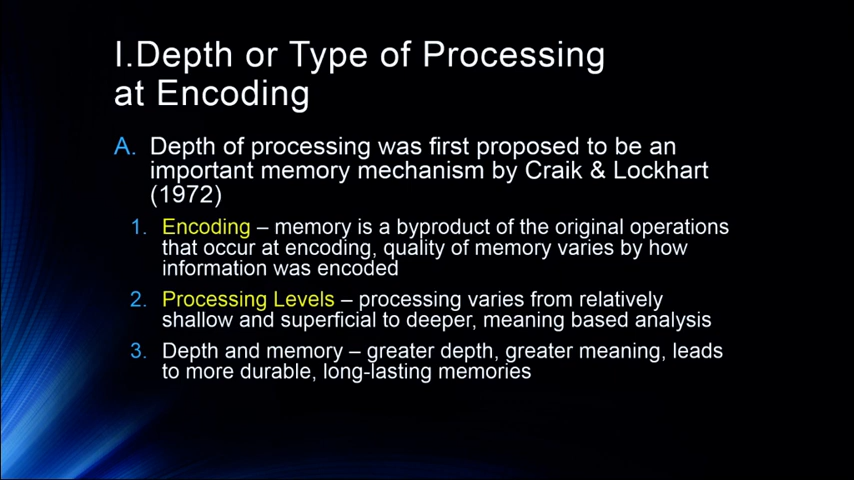 I.Depth or Type of Processing
at Encoding
A. Depth of processing was first proposed to be an
important memory mechanism by Craik & Lockhart
(1972)
1. Encoding – memory is a byproduct of the original operations
that occur at encoding, quality of memory varies by how
information was encoded
2. Processing Levels – processing varies from relatively
shallow and superficial to deeper, meaning based analysis
3. Depth and memory – greater depth, greater meaning, leads
to more durable, long-lasting memories